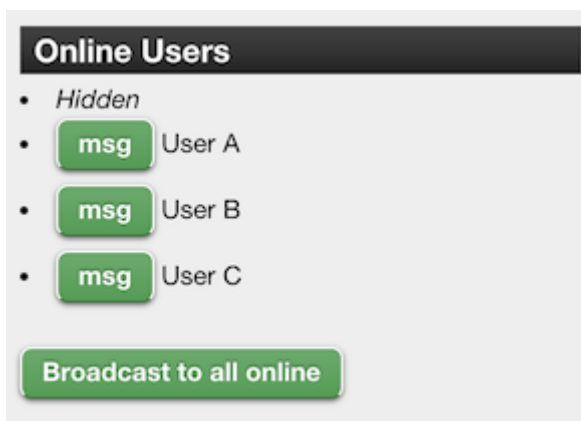 Online Users
Hidden
msg User A
msg User B
msg User C
Broadcast to all online